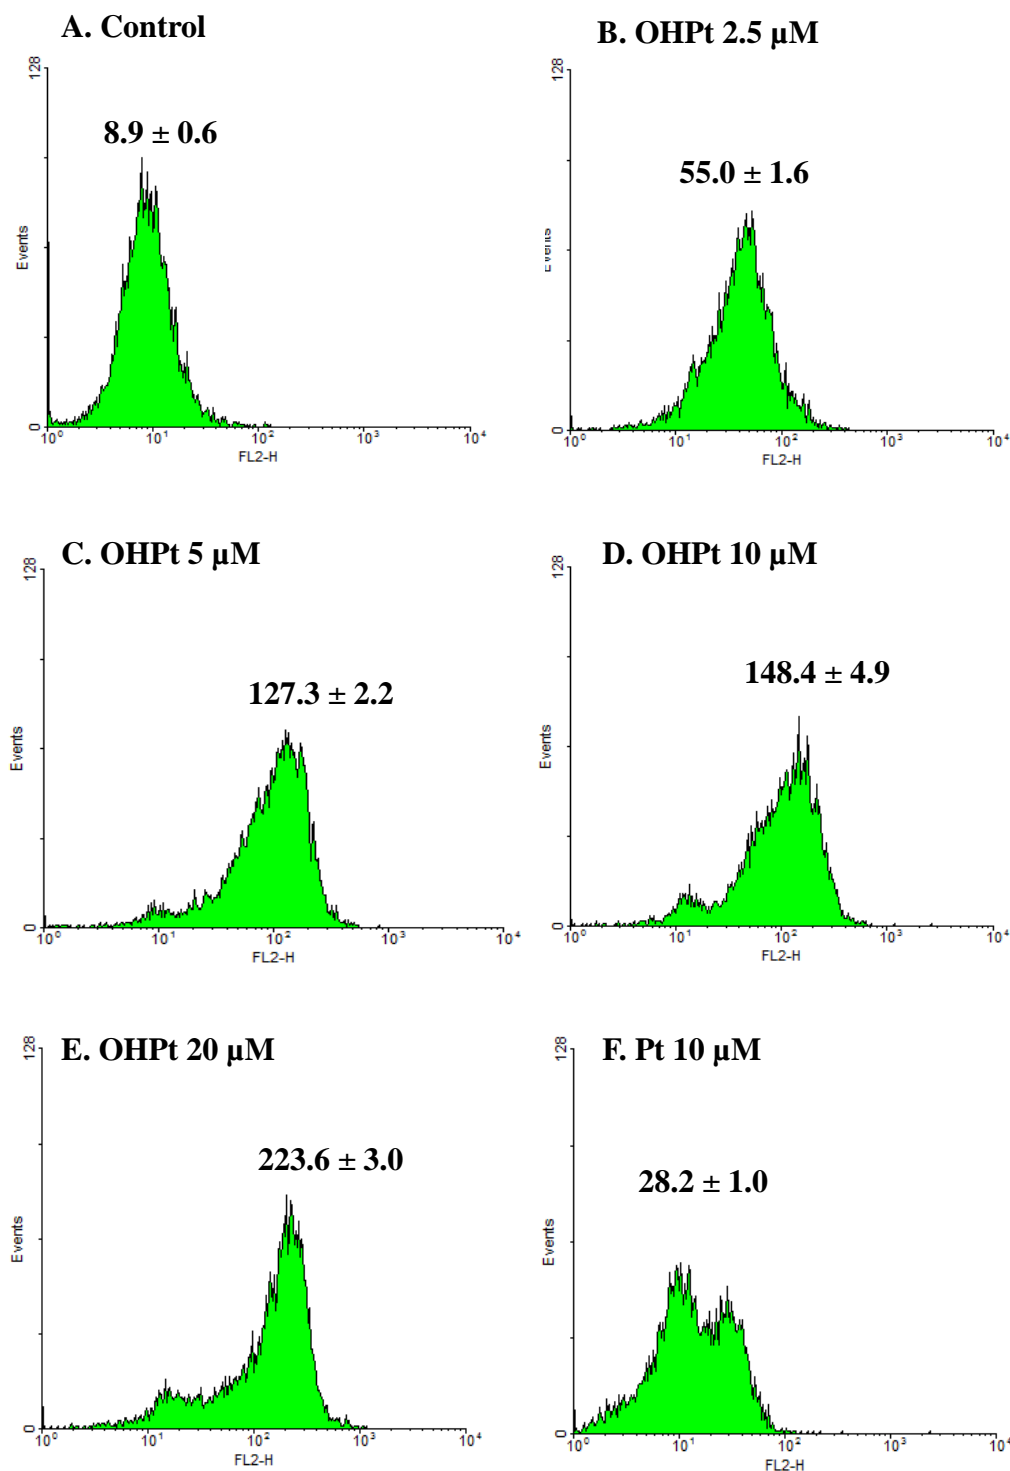 A. Control
128
8.9 ± 0.6
Events
0
10⁰ 10¹ 10² 10³ 10⁴
FL2-H
B. OHPt 2.5 µM
128
55.0 ± 1.6
Events
0
10⁰ 10¹ 10² 10³ 10⁴
FL2-H
C. OHPt 5 µM
128
127.3 ± 2.2
Events
0
10⁰ 10¹ 10² 10³ 10⁴
FL2-H
D. OHPt 10 µM
128
148.4 ± 4.9
Events
0
10⁰ 10¹ 10² 10³ 10⁴
FL2-H
E. OHPt 20 µM
128
223.6 ± 3.0
Events
0
10⁰ 10¹ 10² 10³ 10⁴
FL2-H
F. Pt 10 µM
128
28.2 ± 1.0
Events
0
10⁰ 10¹ 10² 10³ 10⁴
FL2-H